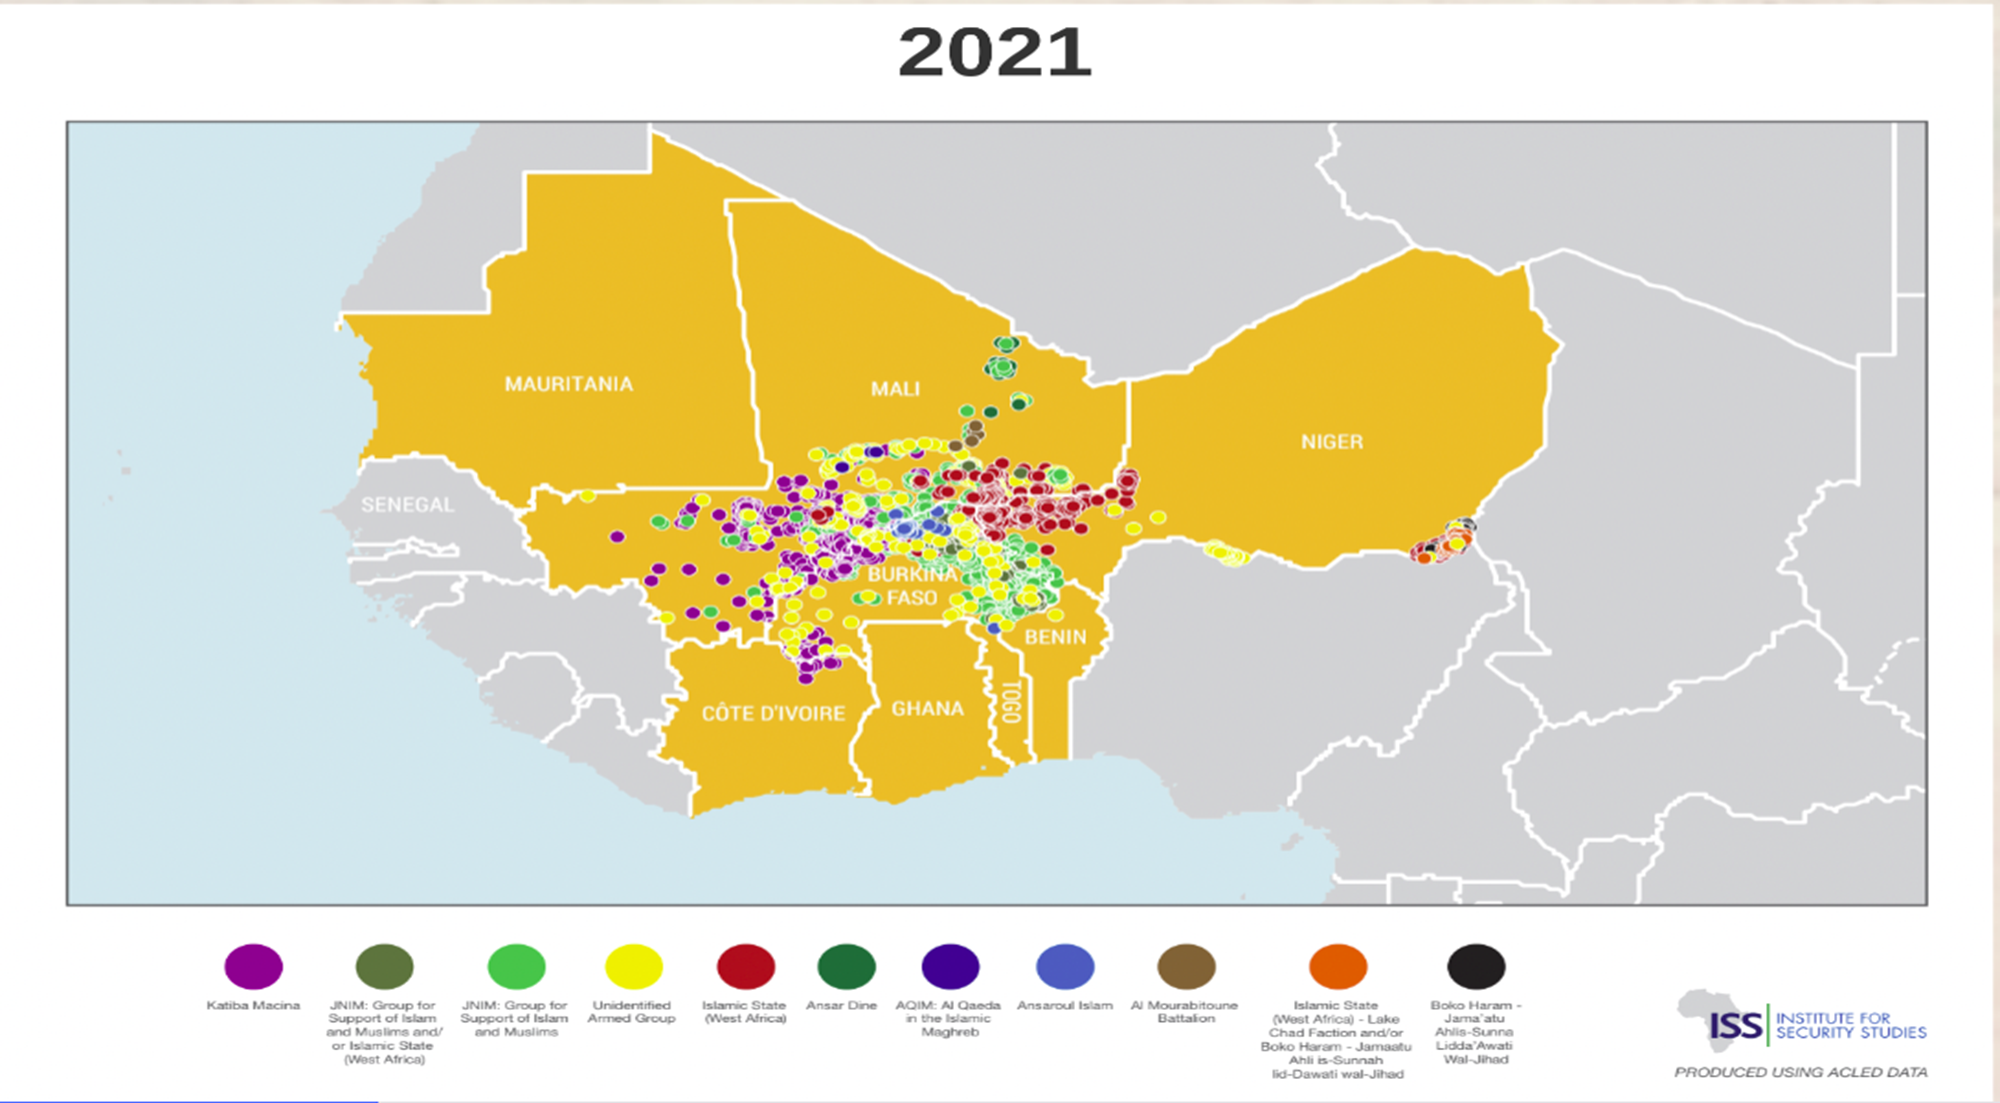 2021
MAURITANIA
MALI
NIGER
SENEGAL
BURKINA
FASO
BENIN
TOGO
CÔTE D'IVOIRE
GHANA
Katiba Macina
JNIM: Group for
Support of Islam
and Muslims and/
or Islamic State
(West Africa)
JNIM: Group for
Support of Islam
and Muslims
Unidentified
Armed Group
Islamic State
(West Africa)
Ansar Dine
AQIM: Al Qaeda
in the Islamic
Maghreb
Ansaroul Islam
Al Mourabitoune
Battalion
Islamic State
(West Africa) - Lake
Chad Faction and/or
Boko Haram - Jamaatu
Ahli is-Sunnah
lid-Dawati wal-Jihad
Boko Haram -
Jama'atu
Ahlis-Sunna
Lidda'Awati
Wal-Jihad
ISS
INSTITUTE FOR
SECURITY STUDIES
PRODUCED USING ACLED DATA